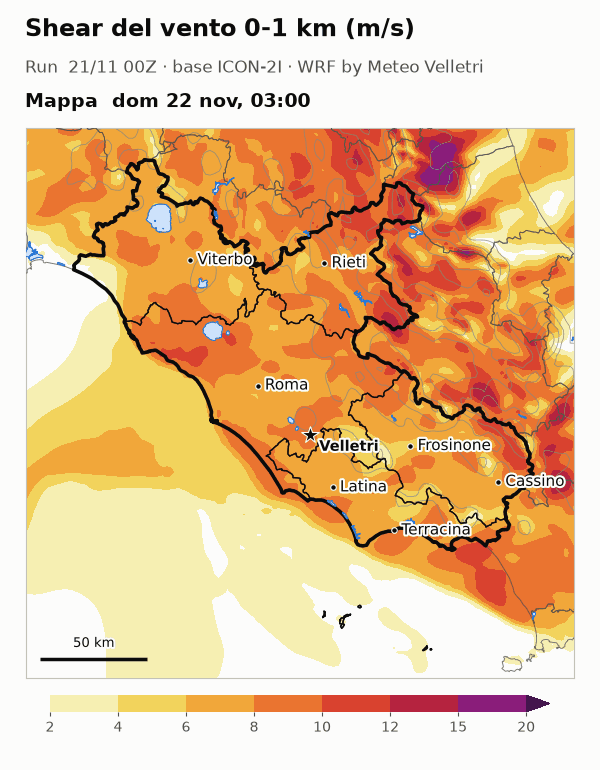 Shear del vento 0-1 km (m/s)
Run 21/11 00Z · base ICON-2I · WRF by Meteo Velletri
Mappa dom 22 nov, 03:00
Viterbo
Rieti
Roma
Velletri
Frosinone
Latina
Cassino
Terracina
50 km
2 4 6 8 10 12 15 20